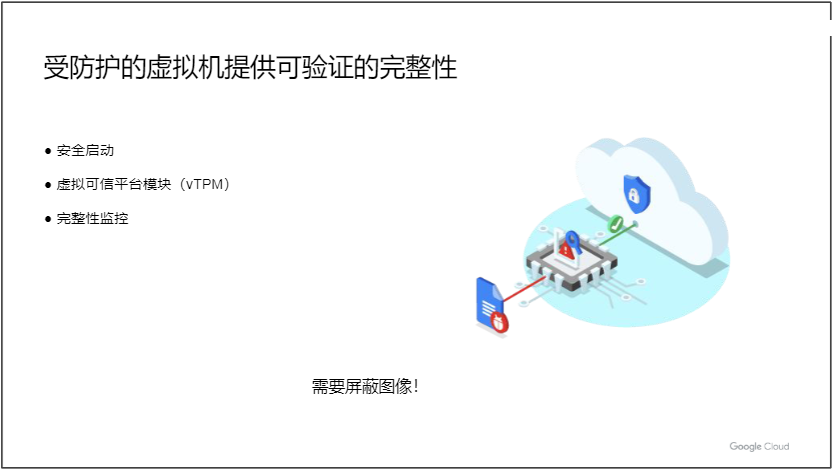 受防护的虚拟机提供可验证的完整性
● 安全启动
● 虚拟可信平台模块（vTPM）
● 完整性监控
需要屏蔽图像！
Google Cloud